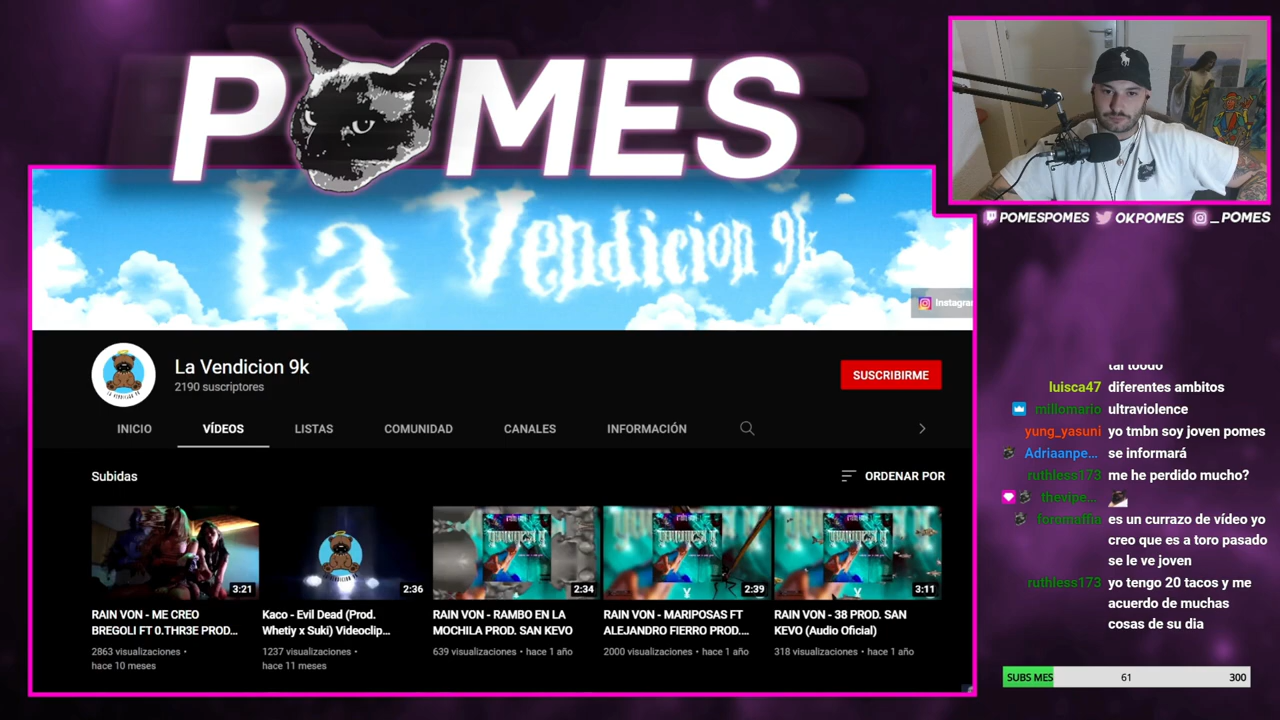 POMES
La Vendicion 9k
Instagra
POMESPOMES OKPOMES _POMES
La Vendicion 9k
2190 suscriptores
SUSCRIBIRME
INICIO VÍDEOS LISTAS COMUNIDAD CANALES INFORMACIÓN
Subidas
ORDENAR POR
3:21
2:36
2:34
2:39
3:11
RAIN VON - ME CREO
BREGOLI FT 0.THR3E PROD...
2863 visualizaciones •
hace 10 meses
Kaco - Evil Dead (Prod.
Whetiy x Suki) Videoclip...
1237 visualizaciones •
hace 11 meses
RAIN VON - RAMBO EN LA
MOCHILA PROD. SAN KEVO
639 visualizaciones • hace 1 año
RAIN VON - MARIPOSAS FT
ALEJANDRO FIERRO PROD....
2000 visualizaciones • hace 1 año
RAIN VON - 38 PROD. SAN
KEVO (Audio Oficial)
318 visualizaciones • hace 1 año
luisca47 diferentes ambitos
millomario ultraviolence
yung_yasuni yo tmbn soy joven pomes
Adriaanpe... se informará
ruthless173 me he perdido mucho?
thevipe...
foromaffia es un currazo de vídeo yo
creo que es a toro pasado
se le ve joven
ruthless173 yo tengo 20 tacos y me
acuerdo de muchas
cosas de su dia
SUBS MES 61 300